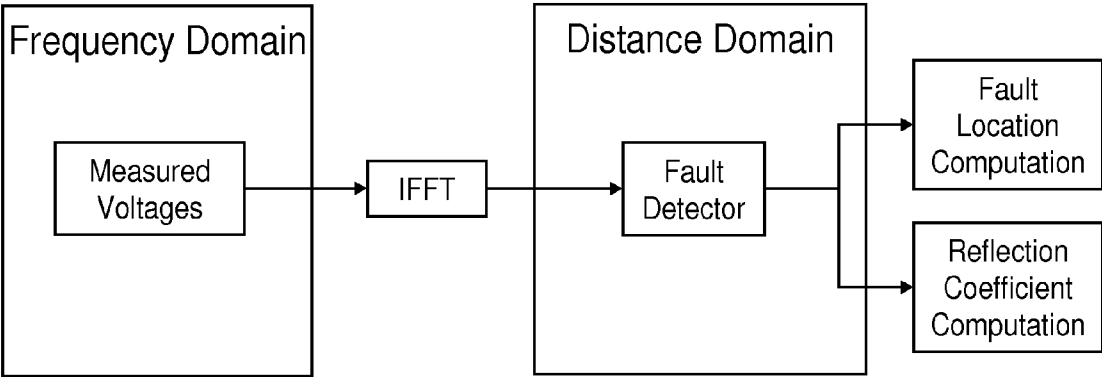 Frequency Domain
Measured
Voltages
IFFT
Distance Domain
Fault
Detector
Fault
Location
Computation
Reflection
Coefficient
Computation